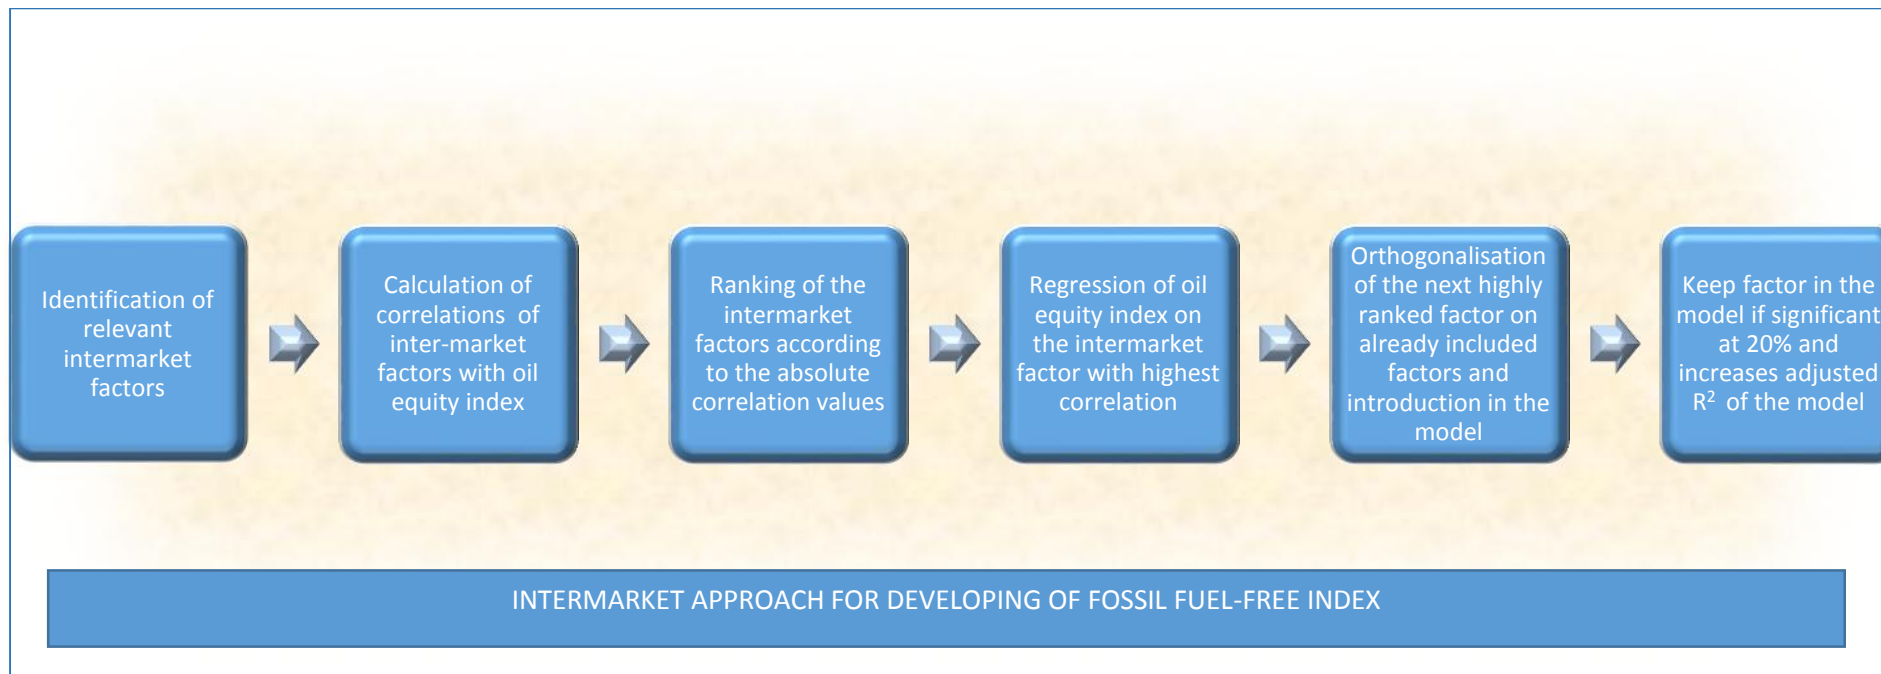 Identification of
relevant
intermarket
factors
Calculation of
correlations of
inter-market
factors with oil
equity index
Ranking of the
intermarket
factors according
to the absolute
correlation values
Regression of oil
equity index on
the intermarket
factor with highest
correlation
Orthogonalisation
of the next highly
ranked factor on
already included
factors and
introduction in the
model
Keep factor in the
model if significant
at 20% and
increases adjusted
R² of the model
INTERMARKET APPROACH FOR DEVELOPING OF FOSSIL FUEL-FREE INDEX